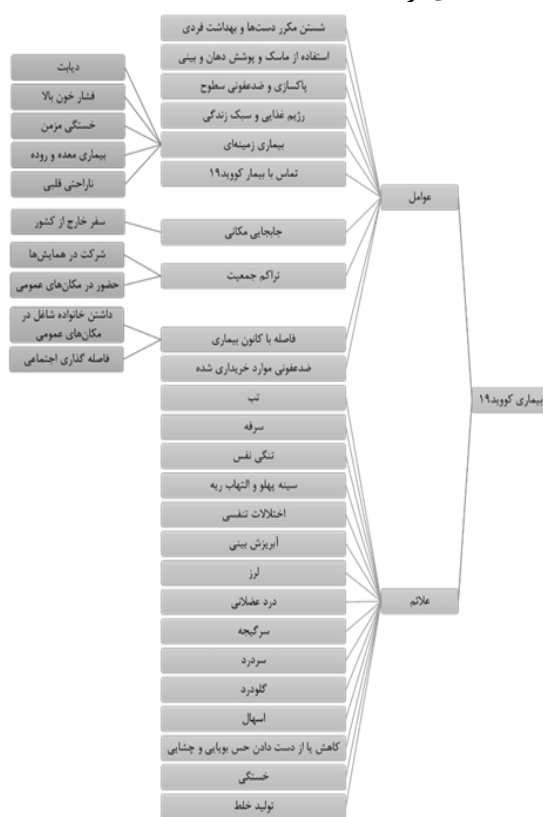 بیماری کووید۱۹
عوامل
شستن مکرر دست‌ها و بهداشت فردی
استفاده از ماسک و پوشش دهان و بینی
پاکسازی و ضدعفونی سطوح
رژیم غذایی و سبک زندگی
بیماری زمینه‌ای
دیابت
فشار خون بالا
خستگی مزمن
بیماری معده و روده
ناراحتی قلبی
تماس با بیمار کووید۱۹
جابجایی مکانی
سفر خارج از کشور
تراکم جمعیت
شرکت در همایش‌ها
حضور در مکان‌های عمومی
فاصله با کانون بیماری
داشتن خانواده شاغل در
مکان‌های عمومی
فاصله گذاری اجتماعی
ضدعفونی موارد خریداری شده
علائم
تب
سرفه
تنگی نفس
سینه پهلو و التهاب ریه
اختلالات تنفسی
آبریزش بینی
لرز
درد عضلانی
سرگیجه
سردرد
گلودرد
اسهال
کاهش یا از دست دادن حس بویایی و چشایی
خستگی
تولید خلط